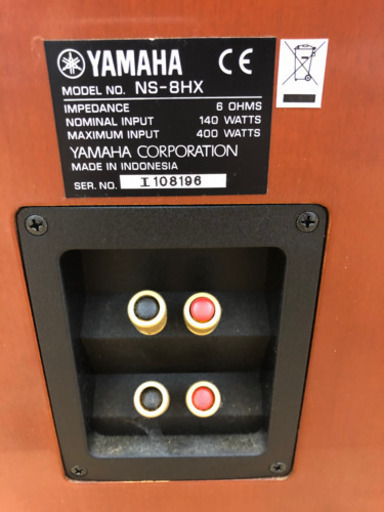 YAMAHA CE
MODEL NO. NS-8HX
IMPEDANCE 6 OHMS
NOMINAL INPUT 140 WATTS
MAXIMUM INPUT 400 WATTS
YAMAHA CORPORATION
MADE IN INDONESIA
SER. NO. I108196